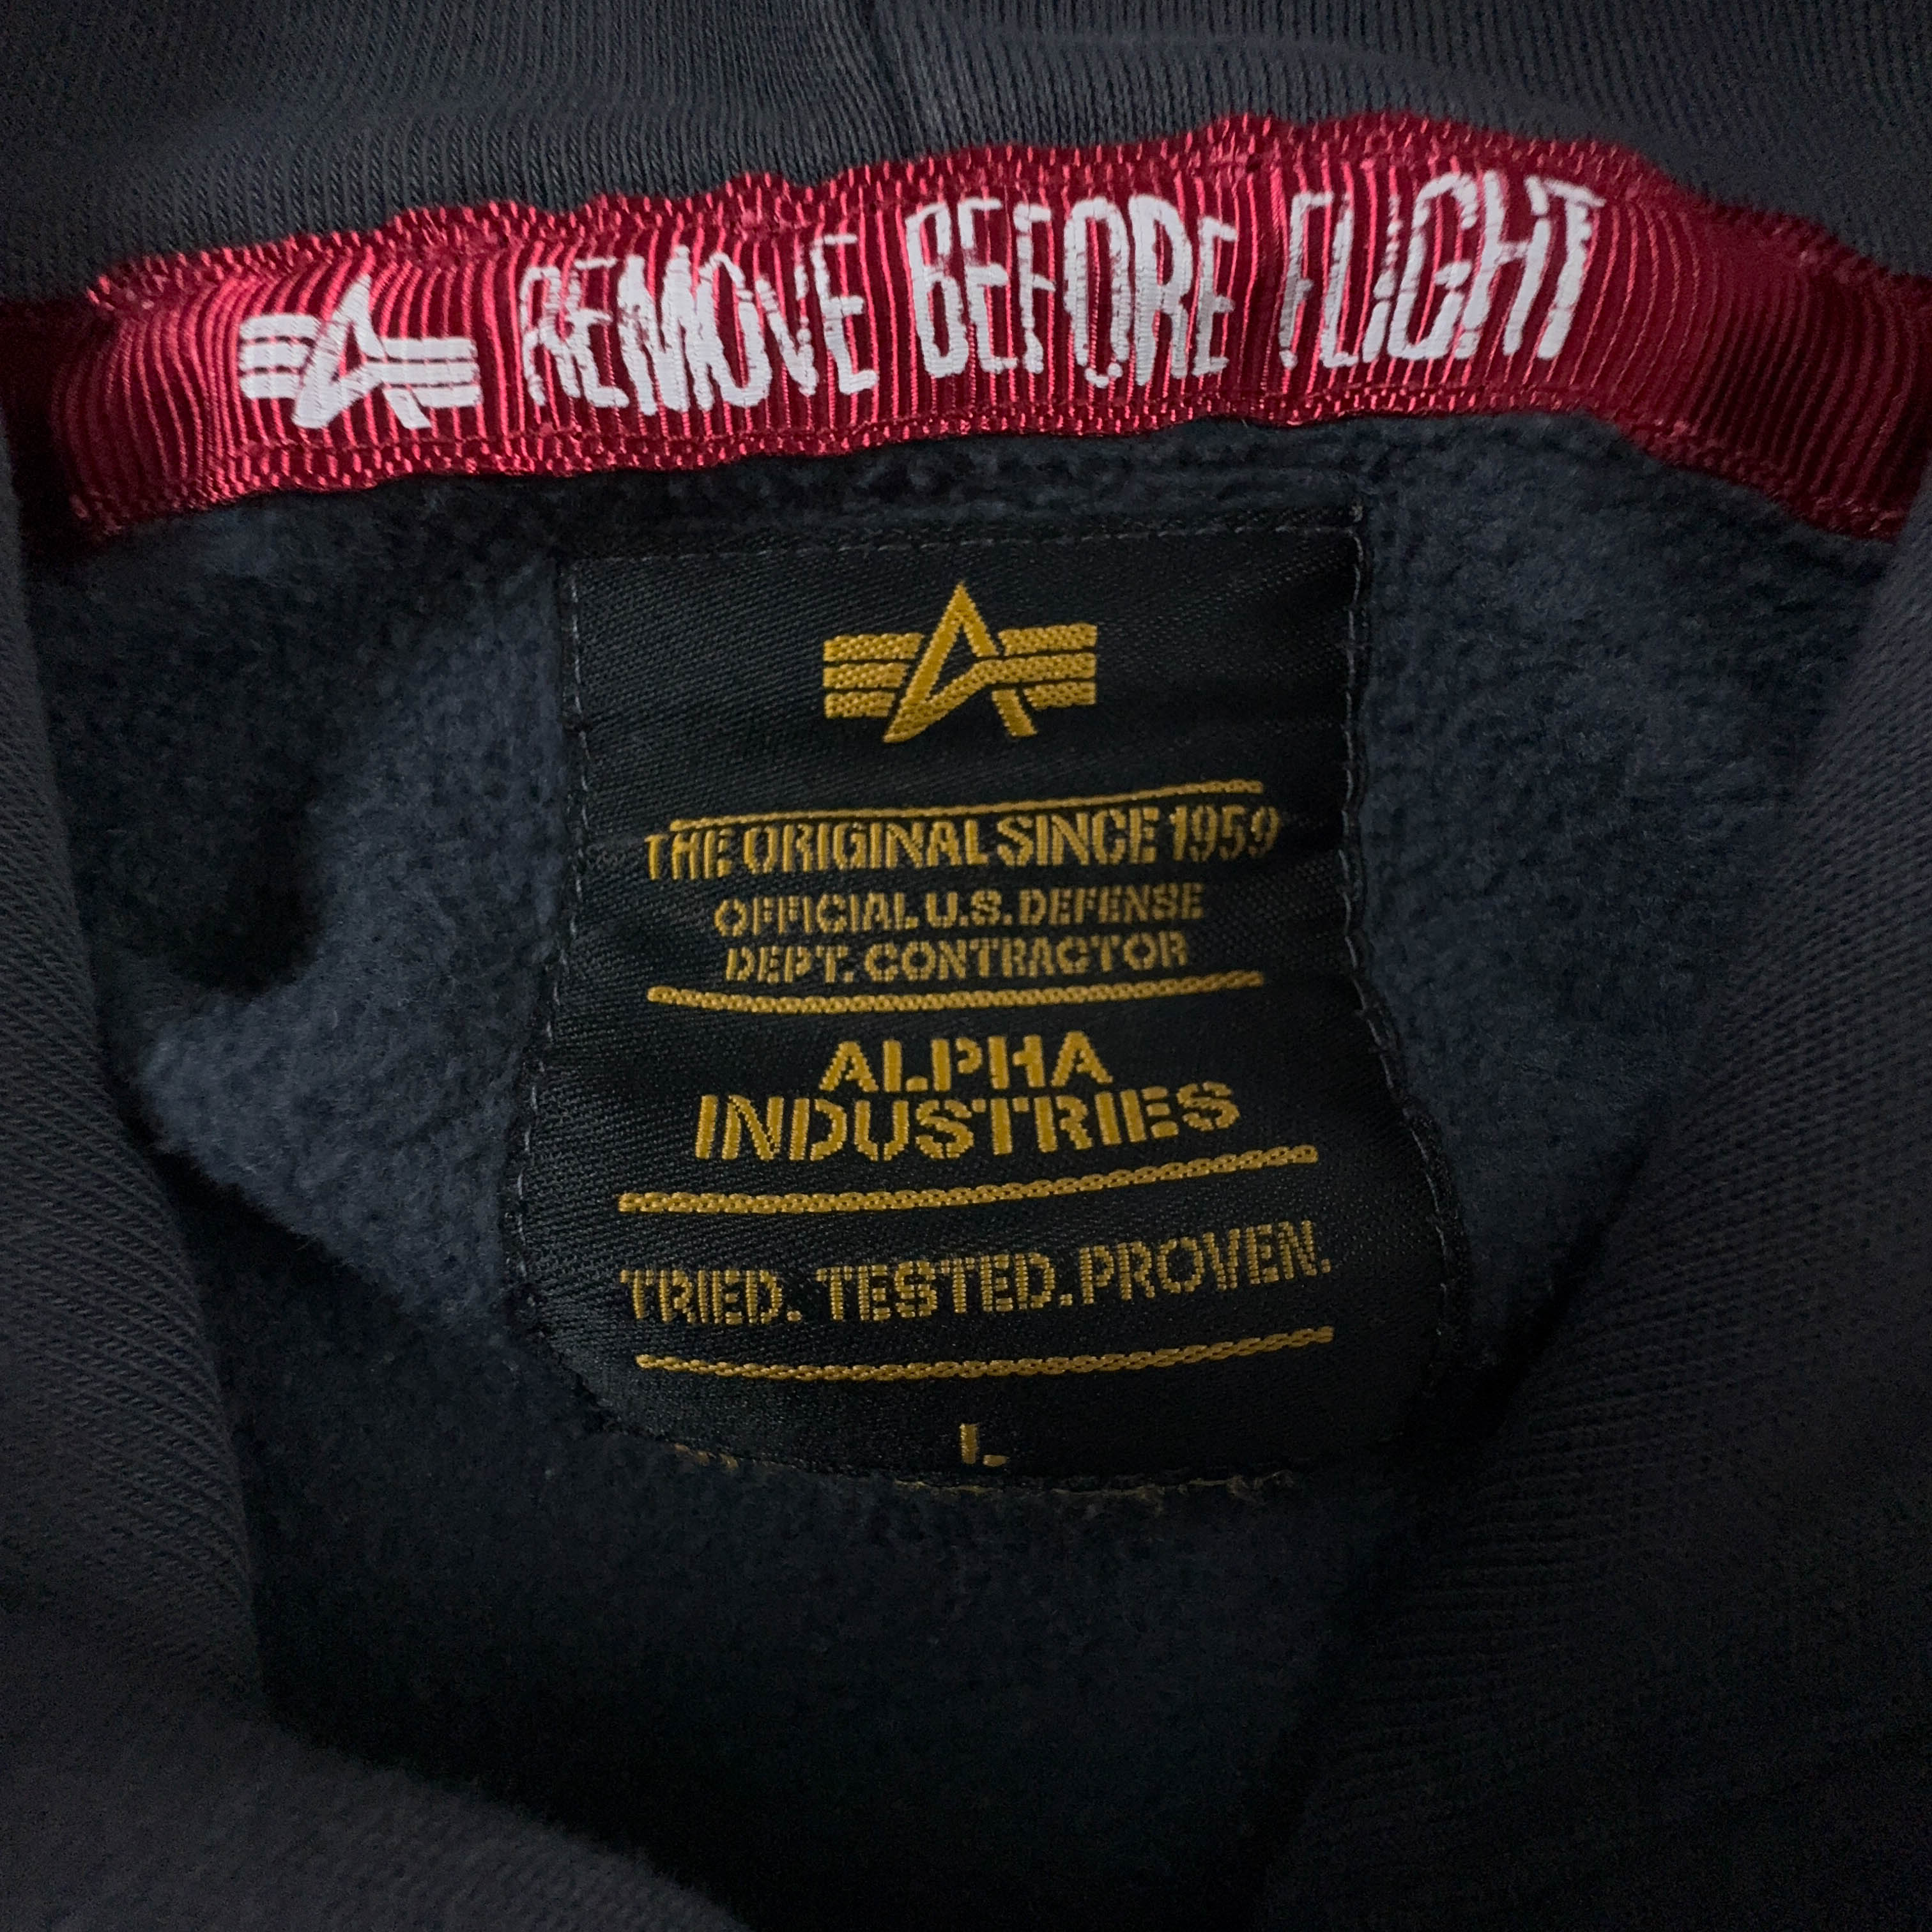 REMOVE BEFORE FLIGHT
THE ORIGINAL SINCE 1959
OFFICIAL U.S. DEFENSE
DEPT. CONTRACTOR
ALPHA
INDUSTRIES
TRIED. TESTED. PROVEN.
L